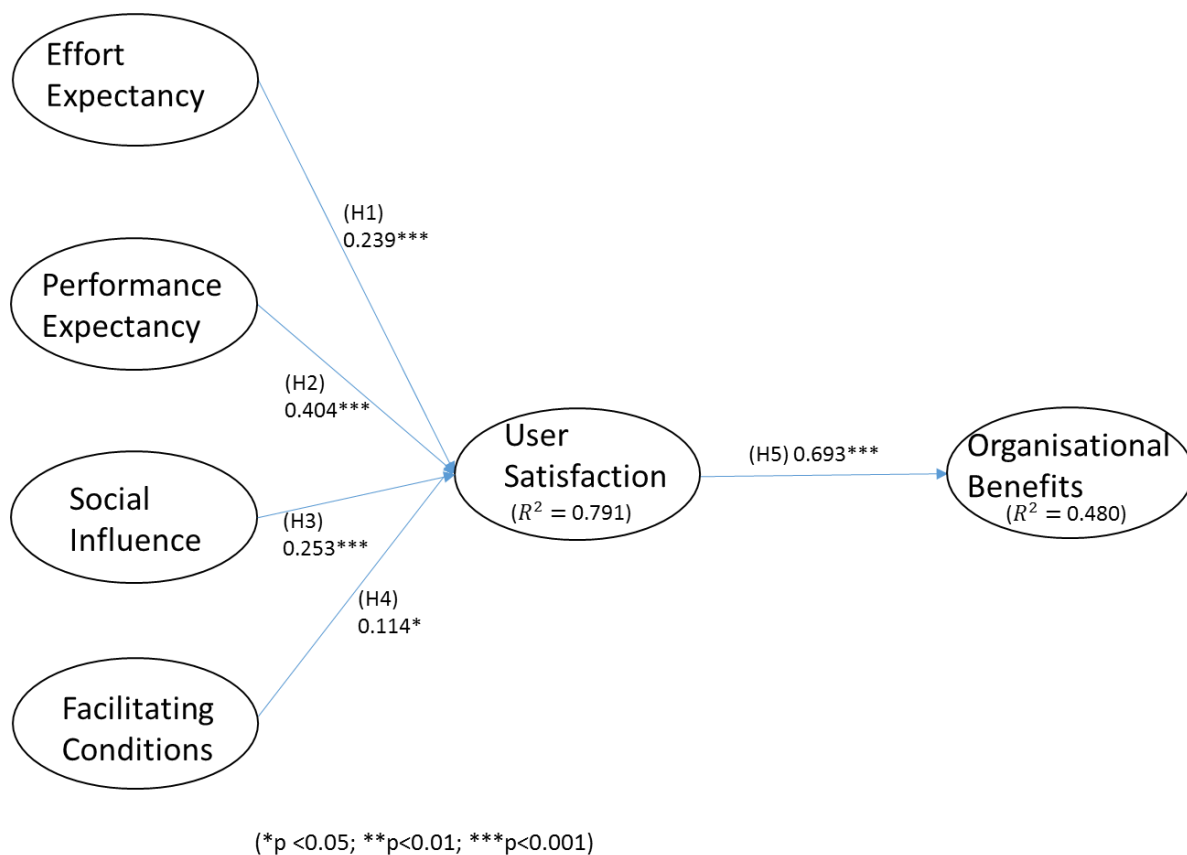 Effort
Expectancy
(H1)
0.239***
Performance
Expectancy
(H2)
0.404***
User
Satisfaction
(R² = 0.791)
(H5) 0.693***
Organisational
Benefits
(R² = 0.480)
Social
Influence
(H3)
0.253***
(H4)
0.114*
Facilitating
Conditions
(*p <0.05; **p<0.01; ***p<0.001)